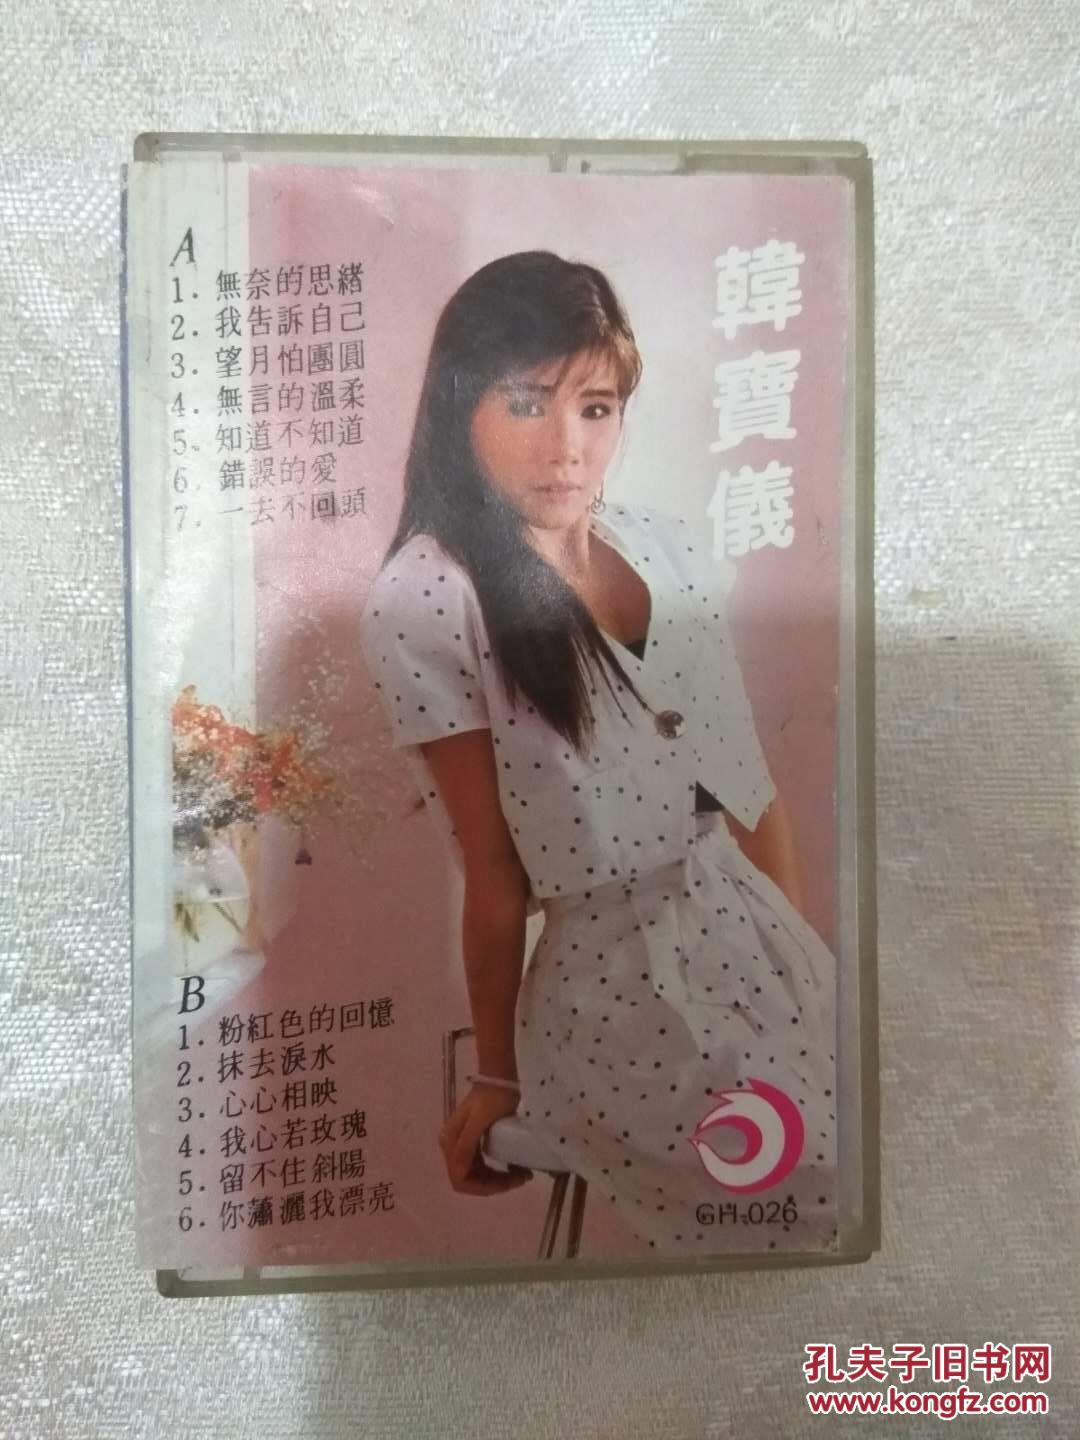 A
1. 無奈的思緒
2. 我告訴自己
3. 望月怕團圓
4. 無言的溫柔
5. 知道不知道
6. 錯誤的愛
7. 一去不回頭
韓寶儀
B
1. 粉紅色的回憶
2. 抹去淚水
3. 心心相映
4. 我心若玫瑰
5. 留不住斜陽
6. 你蕭灑我漂亮
GH-026
孔夫子旧书网
www.kongfz.com